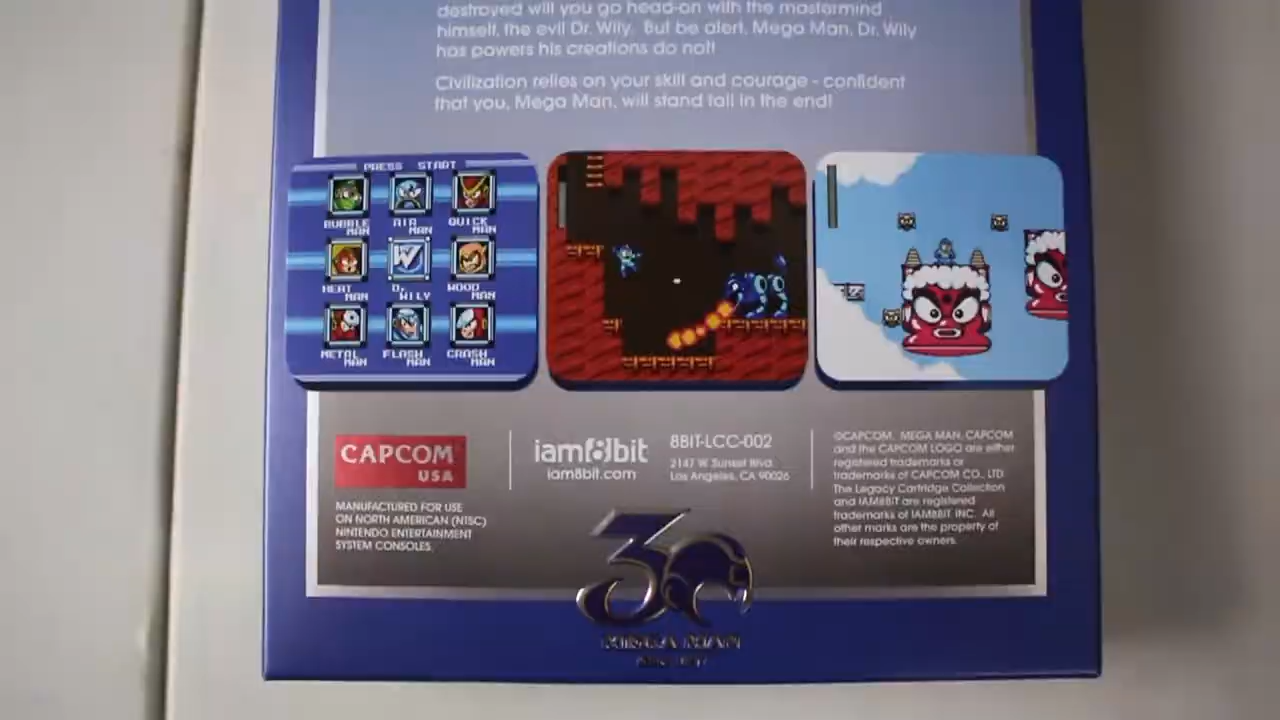 destroyed will you go head-on with the mastermind
himself, the evil Dr. Wily. But be alert, Mega Man, Dr. Wily
has powers his creations do not!
Civilization relies on your skill and courage - confident
that you, Mega Man, will stand tall in the end!
PRESS START
BUBBLE MAN
AIR MAN
QUICK MAN
HEAT MAN
D. WILY
WOOD MAN
METAL MAN
FLASH MAN
CRASH MAN
CAPCOM
USA
MANUFACTURED FOR USE
ON NORTH AMERICAN (NTSC)
NINTENDO ENTERTAINMENT
SYSTEM CONSOLES.
iam8bit
iam8bit.com
8BIT-LCC-002
2147 W. Sunset Blvd.
Los Angeles, CA 90026
©CAPCOM. MEGA MAN, CAPCOM
and the CAPCOM LOGO are either
registered trademarks or
trademarks of CAPCOM CO., LTD.
The Legacy Cartridge Collection
and IAM8BIT are registered
trademarks of IAM8BIT INC. All
other marks are the property of
their respective owners.
30
MEGA MAN